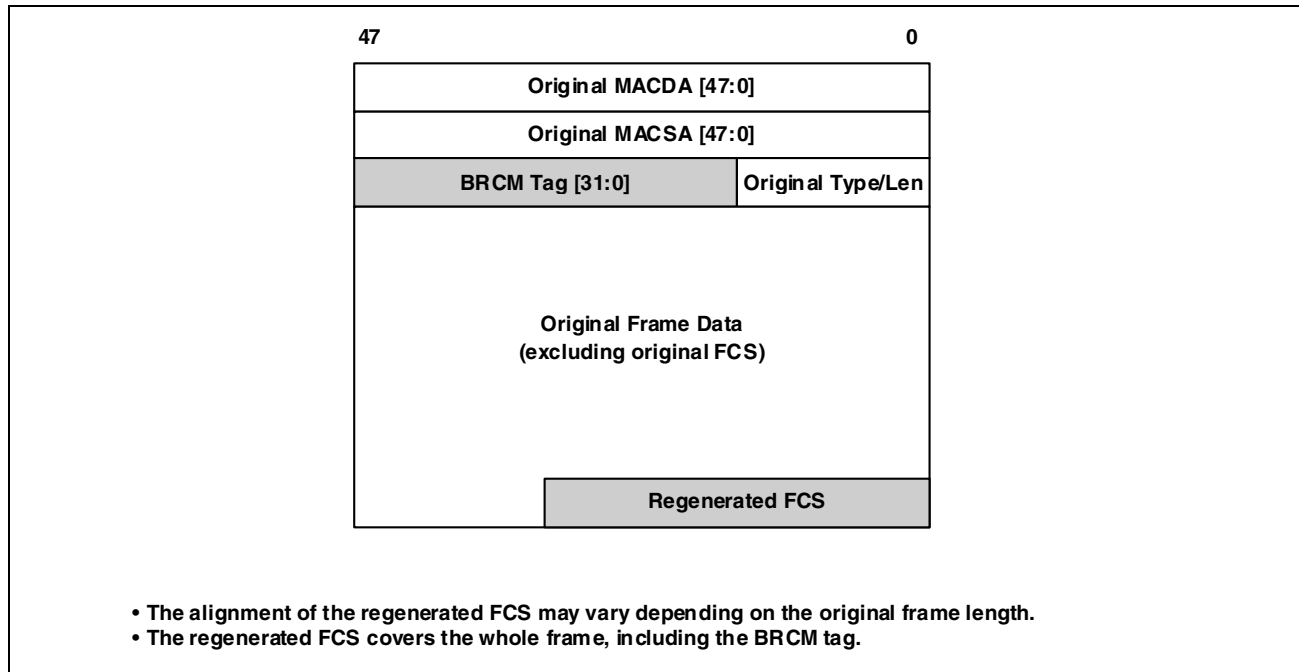 47 0
Original MACDA [47:0]
Original MACSA [47:0]
BRCM Tag [31:0] Original Type/Len
Original Frame Data
(excluding original FCS)
Regenerated FCS
• The alignment of the regenerated FCS may vary depending on the original frame length.
• The regenerated FCS covers the whole frame, including the BRCM tag.